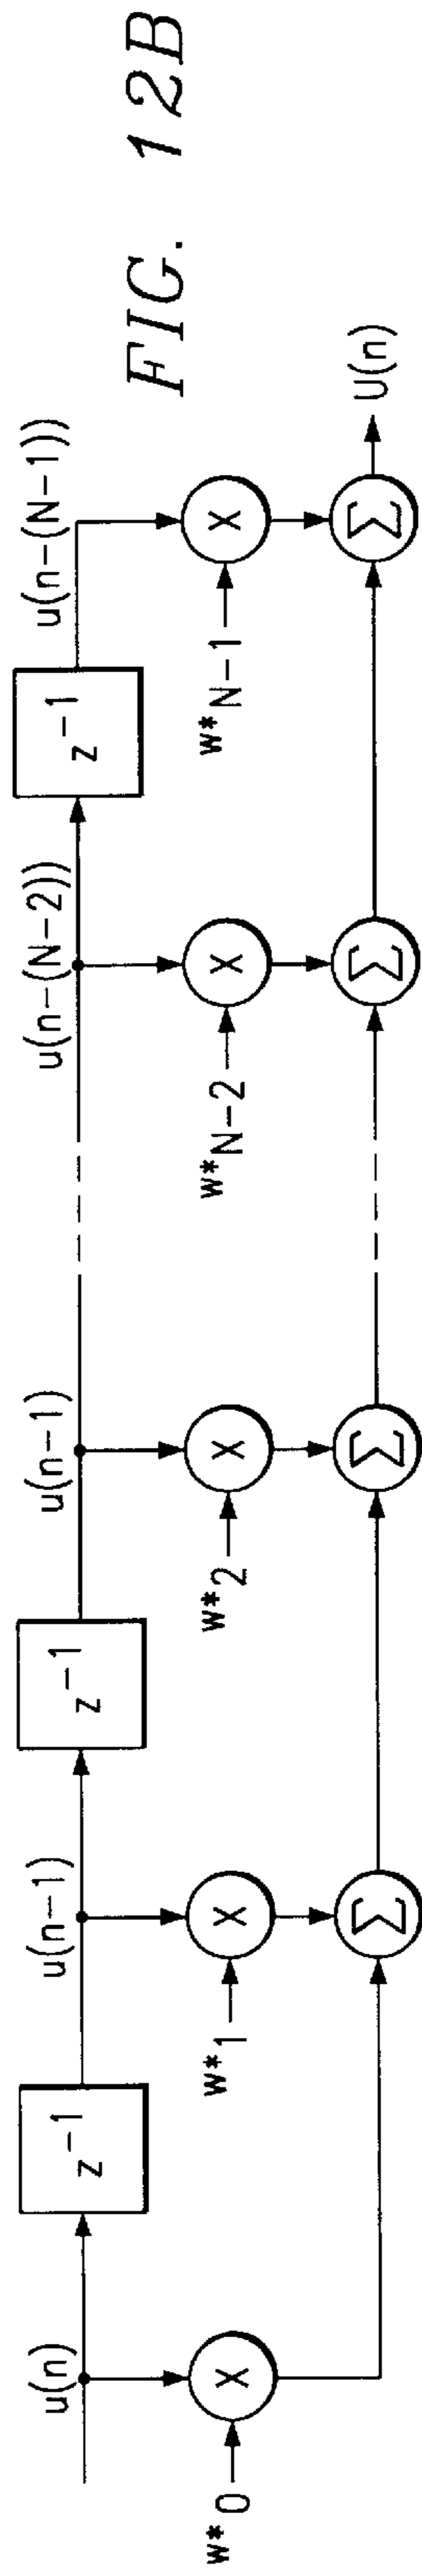 u(n)
z⁻¹
u(n-1)
z⁻¹
u(n-1)
u(n-(N-2))
z⁻¹
u(n-(N-1))
X
X
X
X
X
w*0
w*1
w*2
w*N-2
w*N-1
Σ
Σ
Σ
Σ
U(n)
FIG. 12B